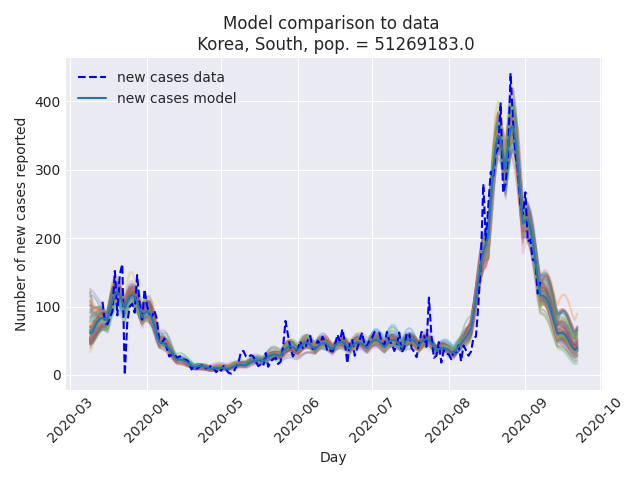 Model comparison to data
Korea, South, pop. = 51269183.0
new cases data
new cases model
Number of new cases reported
400
300
200
100
0
2020-03
2020-04
2020-05
2020-06
2020-07
2020-08
2020-09
2020-10
Day